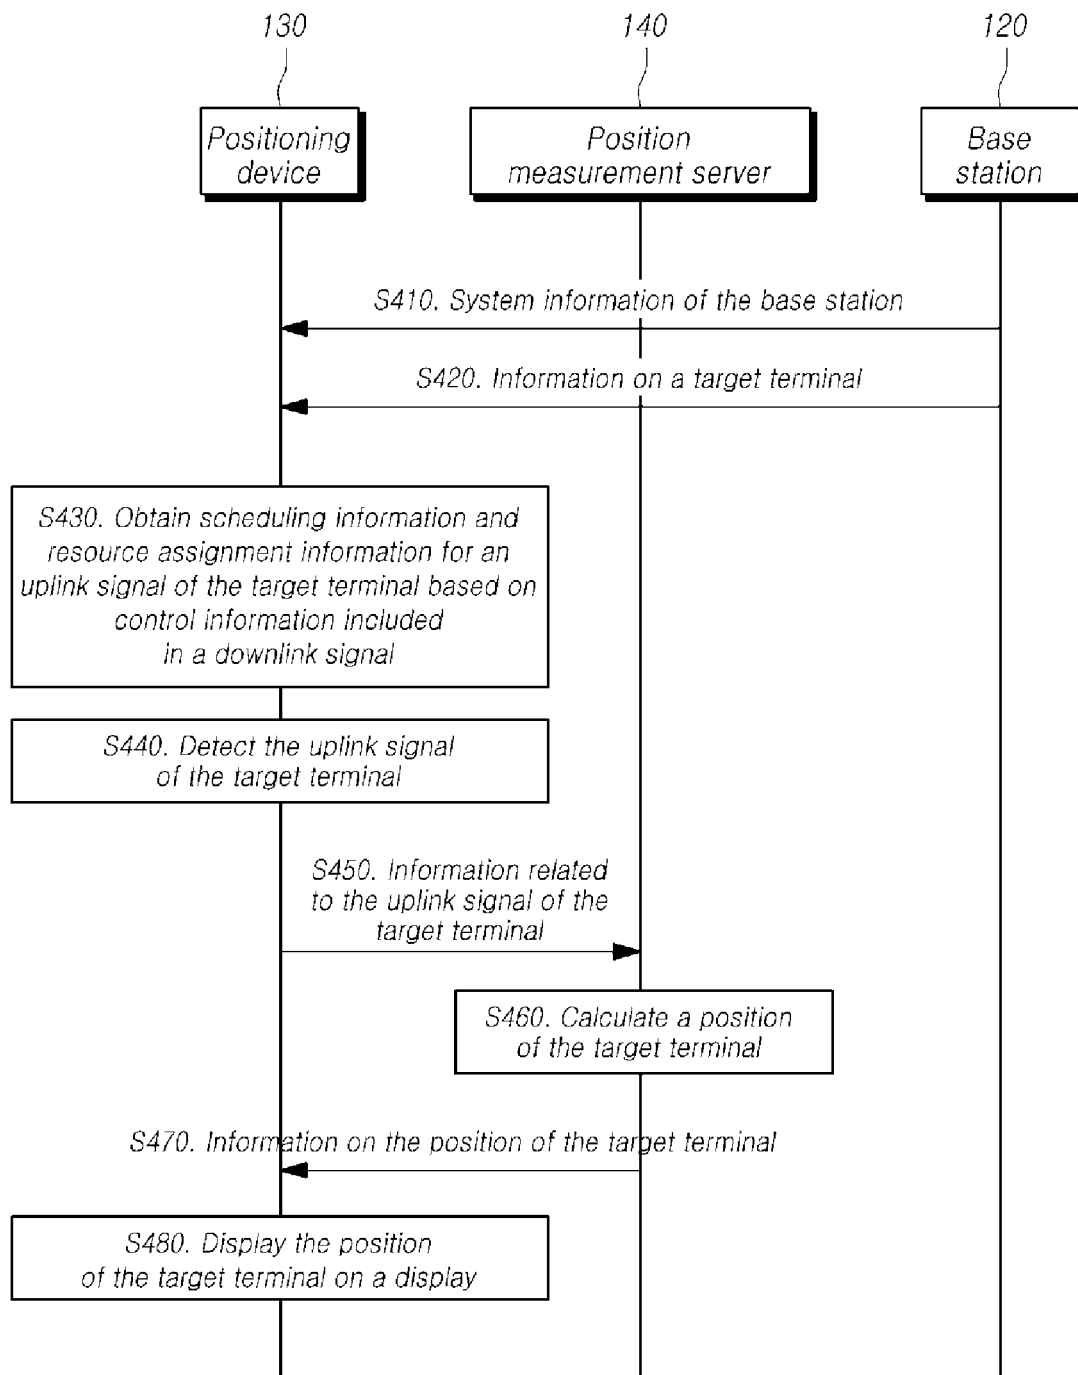 130
140
120
Positioning
device
Position
measurement server
Base
station
S410. System information of the base station
S420. Information on a target terminal
S430. Obtain scheduling information and
resource assignment information for an
uplink signal of the target terminal based on
control information included
in a downlink signal
S440. Detect the uplink signal
of the target terminal
S450. Information related
to the uplink signal of the
target terminal
S460. Calculate a position
of the target terminal
S470. Information on the position of the target terminal
S480. Display the position
of the target terminal on a display